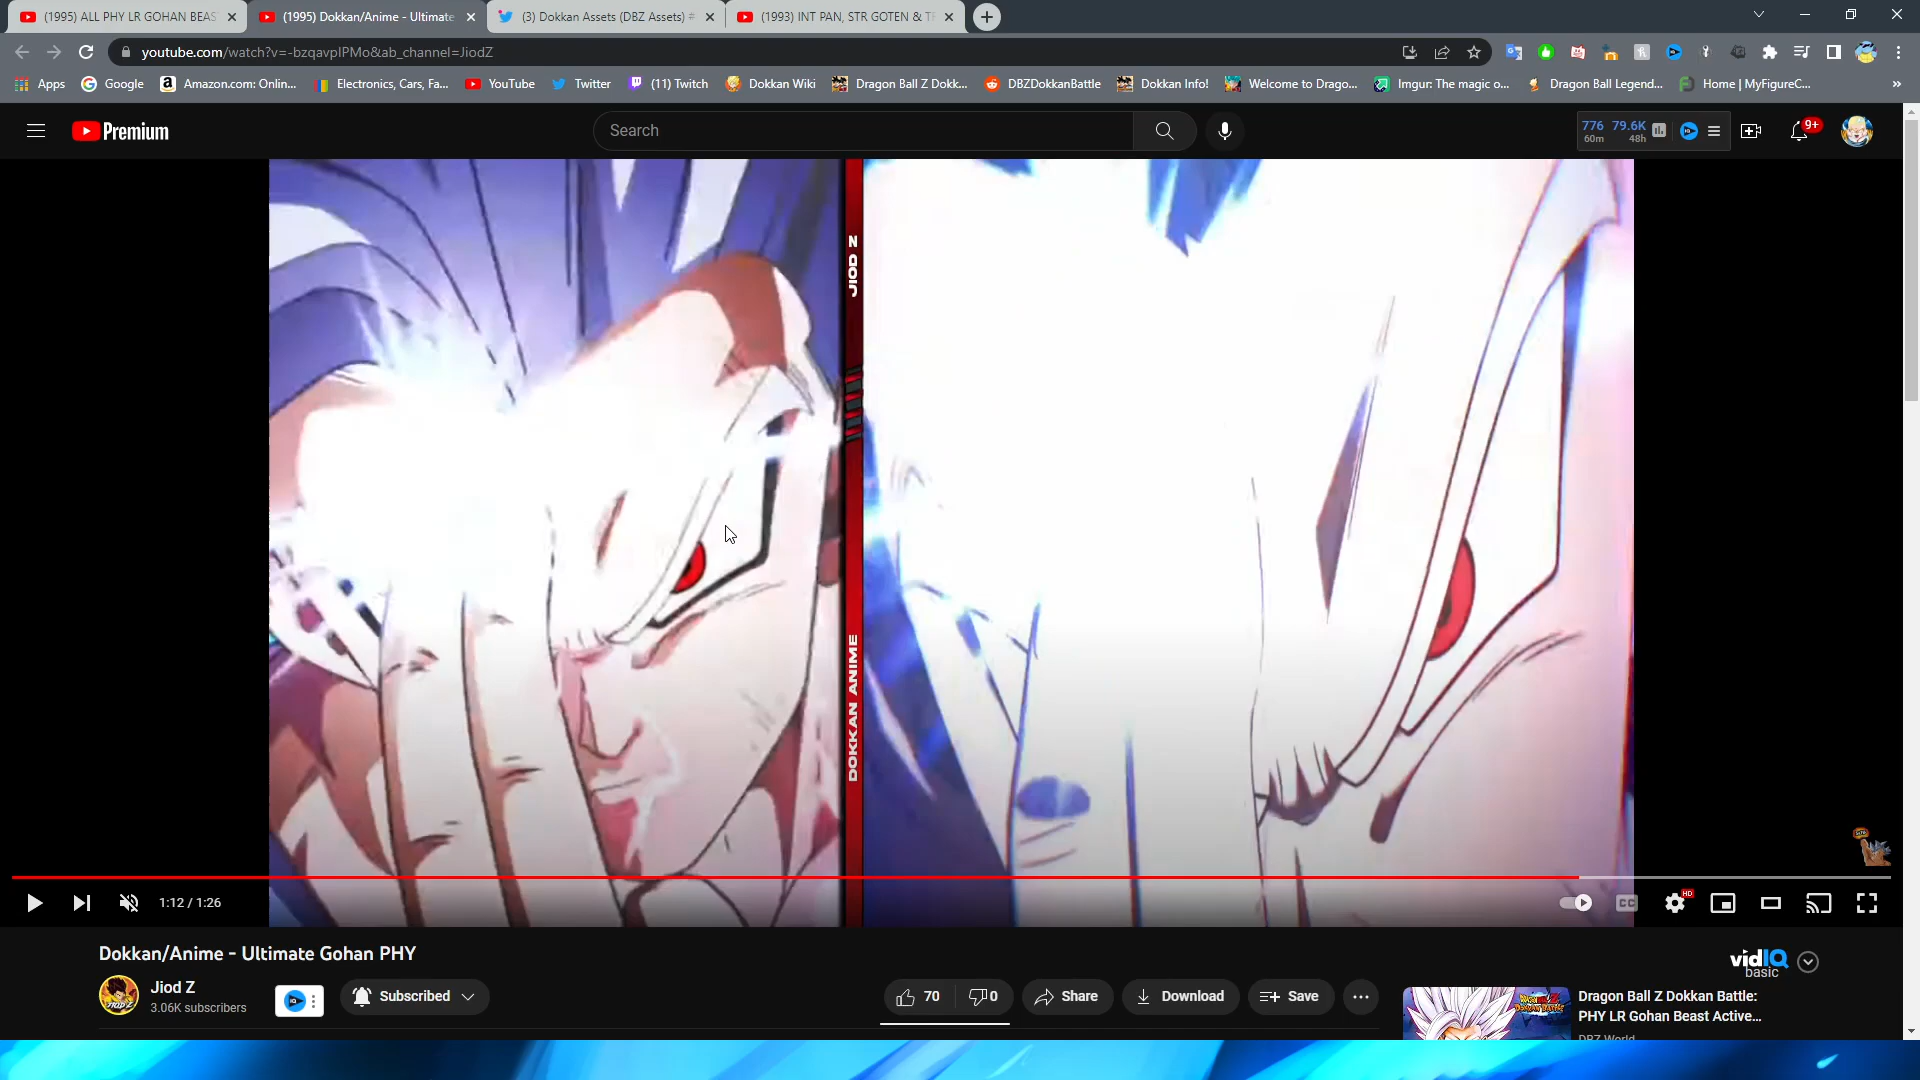 (1995) ALL PHY LR GOHAN BEAS
(1995) Dokkan/Anime - Ultimate
(3) Dokkan Assets (DBZ Assets) #
(1993) INT PAN, STR GOTEN & T
youtube.com/watch?v=-bzqavpIPMo&ab_channel=JiodZ
Apps
Google
Amazon.com: Onlin...
Electronics, Cars, Fa...
YouTube
Twitter
(11) Twitch
Dokkan Wiki
Dragon Ball Z Dokk...
DBZDokkanBattle
Dokkan Info!
Welcome to Drago...
Imgur: The magic o...
Dragon Ball Legend...
Home | MyFigureC...
»
Premium
Search
776 79.6K
60m 48h
9+
JIOD Z
DOKKAN ANIME
1:12 / 1:26
CC
HD
Dokkan/Anime - Ultimate Gohan PHY
Jiod Z
3.06K subscribers
Subscribed
70
0
Share
Download
Save
vidIQ
basic
Dragon Ball Z Dokkan Battle:
PHY LR Gohan Beast Active...
DBZ World